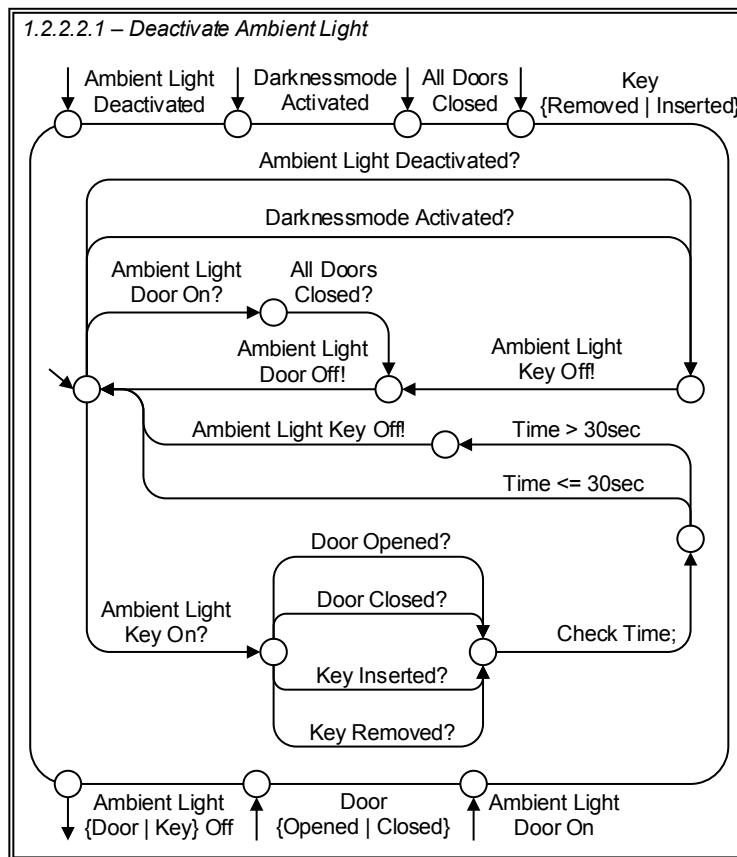 1.2.2.2.1 – Deactivate Ambient Light
Ambient Light
Deactivated
Darknessmode
Activated
All Doors
Closed
Key
{Removed | Inserted}
Ambient Light Deactivated?
Darknessmode Activated?
Ambient Light
Door On?
All Doors
Closed?
Ambient Light
Door Off!
Ambient Light
Key Off!
Ambient Light Key Off!
Time > 30sec
Time <= 30sec
Door Opened?
Door Closed?
Ambient Light
Key On?
Check Time;
Key Inserted?
Key Removed?
Ambient Light
{Door | Key} Off
Door
{Opened | Closed}
Ambient Light
Door On